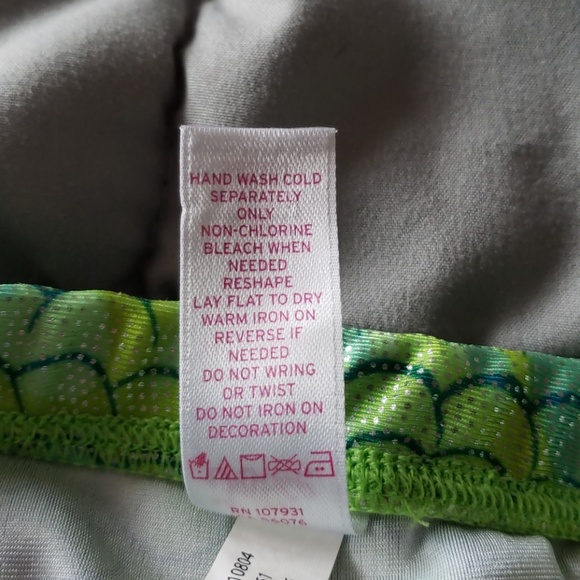 HAND WASH COLD
SEPARATELY
ONLY
NON-CHLORINE
BLEACH WHEN
NEEDED
RESHAPE
LAY FLAT TO DRY
WARM IRON ON
REVERSE IF
NEEDED
DO NOT WRING
OR TWIST
DO NOT IRON ON
DECORATION
RN 107931